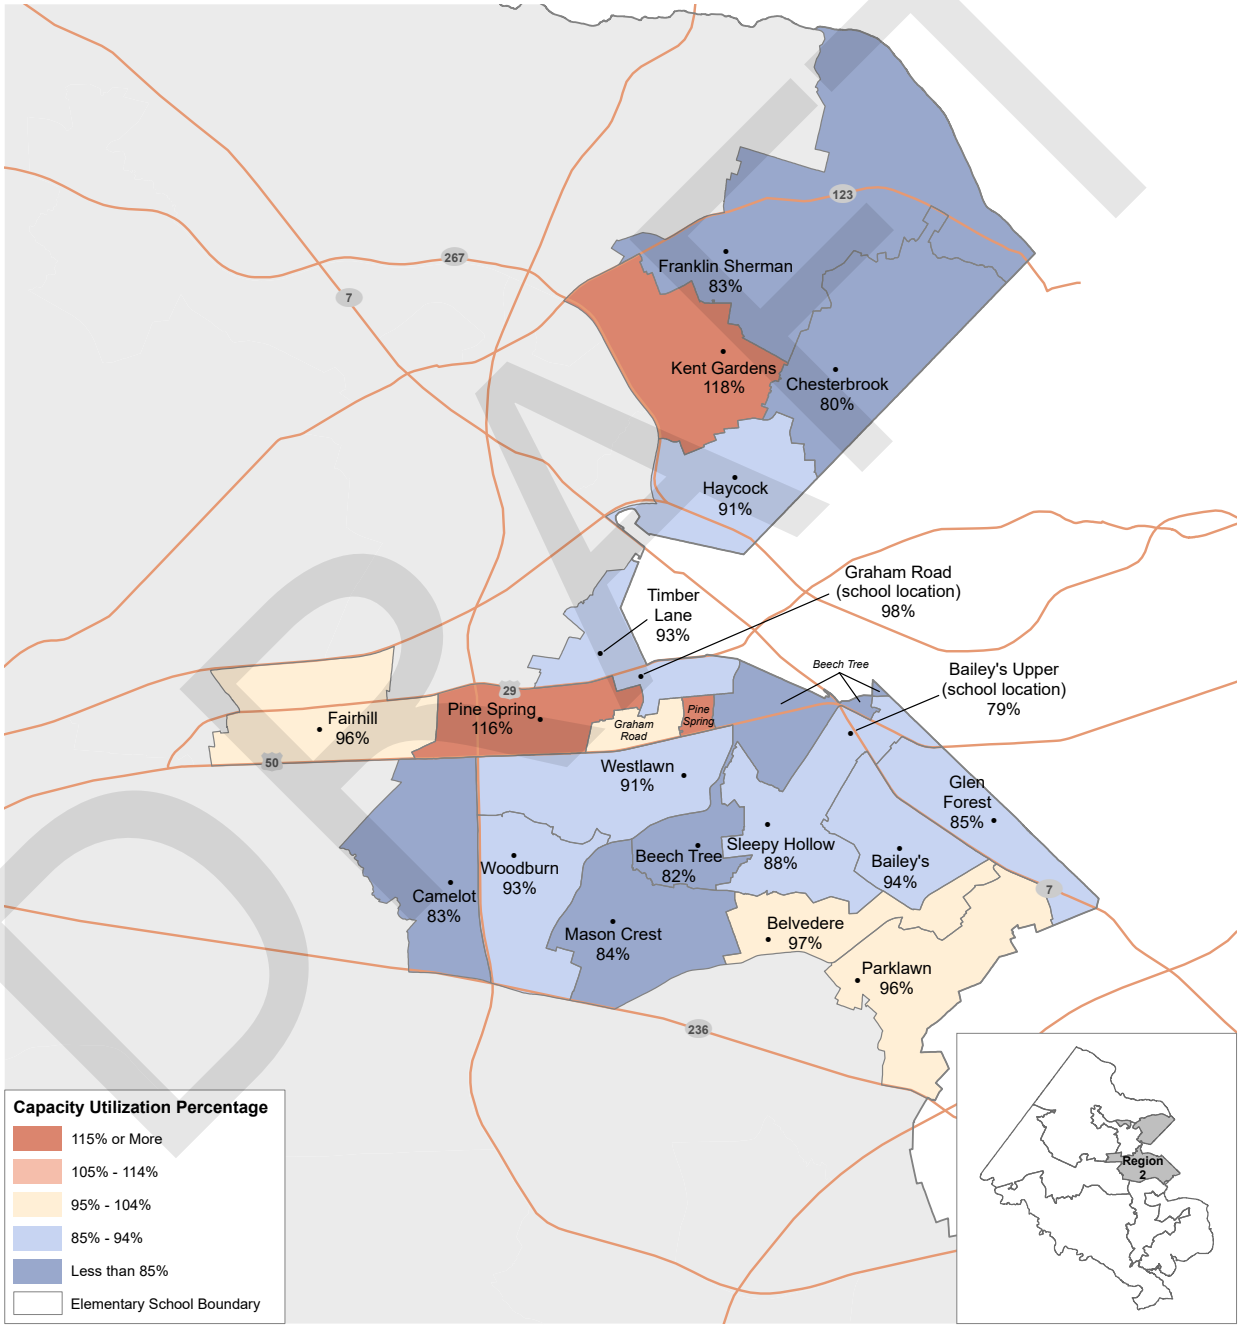 DRAFT
123
267
7
Franklin Sherman
83%
Kent Gardens
118%
Chesterbrook
80%
Haycock
91%
Graham Road
(school location)
98%
Timber
Lane
93%
Beech Tree
Bailey's Upper
(school location)
79%
29
Pine Spring
116%
Fairhill
96%
Graham
Road
Pine
Spring
50
Westlawn
91%
Glen
Forest
85%
Sleepy Hollow
88%
Beech Tree
82%
Bailey's
94%
Woodburn
93%
Camelot
83%
7
Mason Crest
84%
Belvedere
97%
Parklawn
96%
236
Capacity Utilization Percentage
115% or More
105% - 114%
95% - 104%
85% - 94%
Less than 85%
Elementary School Boundary
Region
2